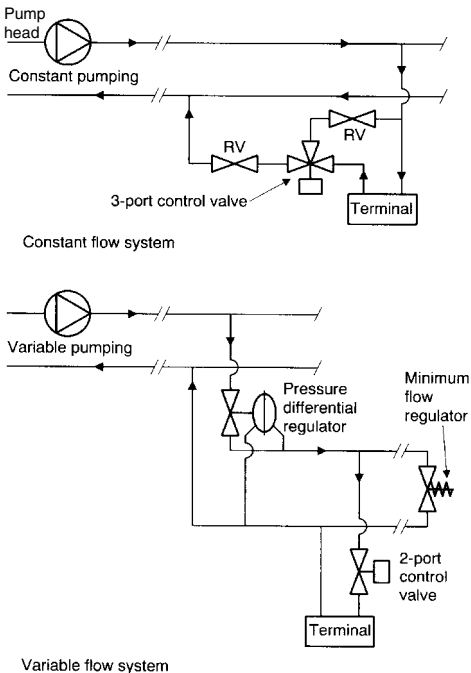 Pump
head
Constant pumping
RV
RV
3-port control valve
Terminal
Constant flow system
Variable pumping
Pressure
differential
regulator
Minimum
flow
regulator
2-port
control
valve
Terminal
Variable flow system